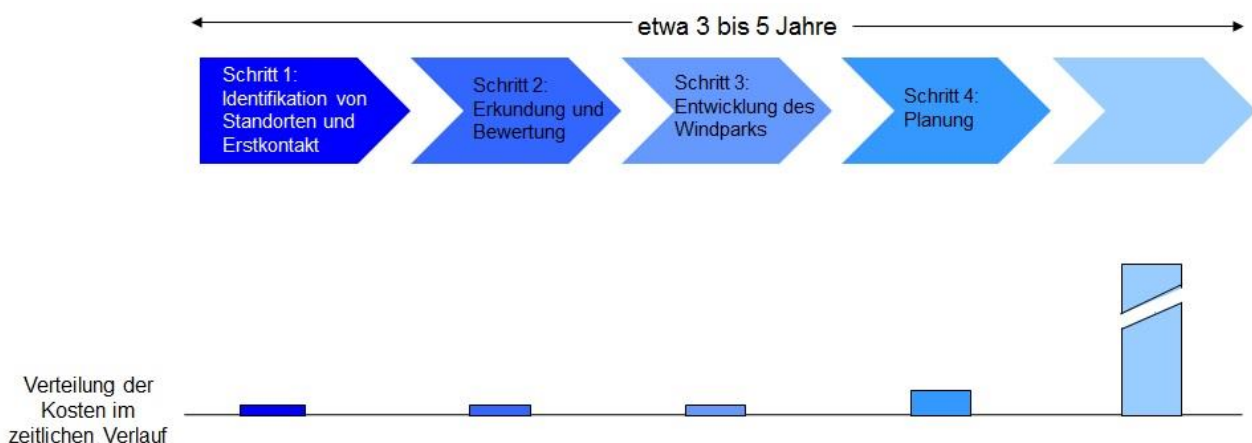 etwa 3 bis 5 Jahre
Schritt 1:
Identifikation von
Standorten und
Erstkontakt
Schritt 2:
Erkundung und
Bewertung
Schritt 3:
Entwicklung des
Windparks
Schritt 4:
Planung
Verteilung der
Kosten im
zeitlichen Verlauf